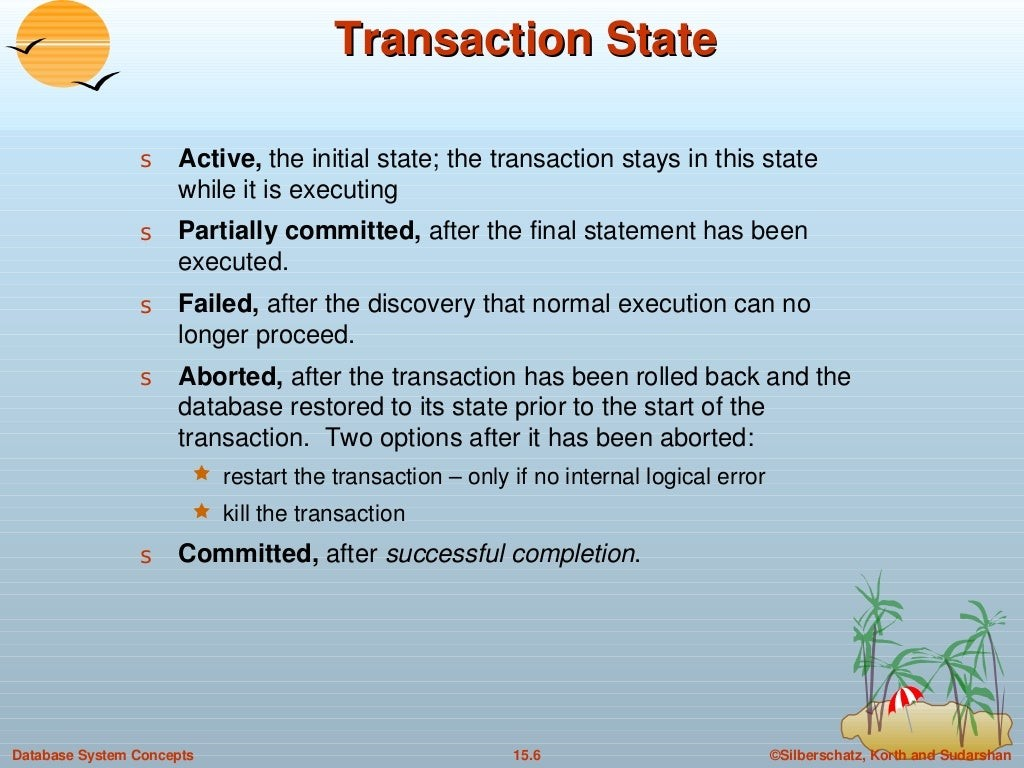 Transaction State
s Active, the initial state; the transaction stays in this state
while it is executing
s Partially committed, after the final statement has been
executed.
s Failed, after the discovery that normal execution can no
longer proceed.
s Aborted, after the transaction has been rolled back and the
database restored to its state prior to the start of the
transaction.  Two options after it has been aborted:
★ restart the transaction – only if no internal logical error
★ kill the transaction
s Committed, after successful completion.
Database System Concepts
15.6
©Silberschatz, Korth and Sudarshan